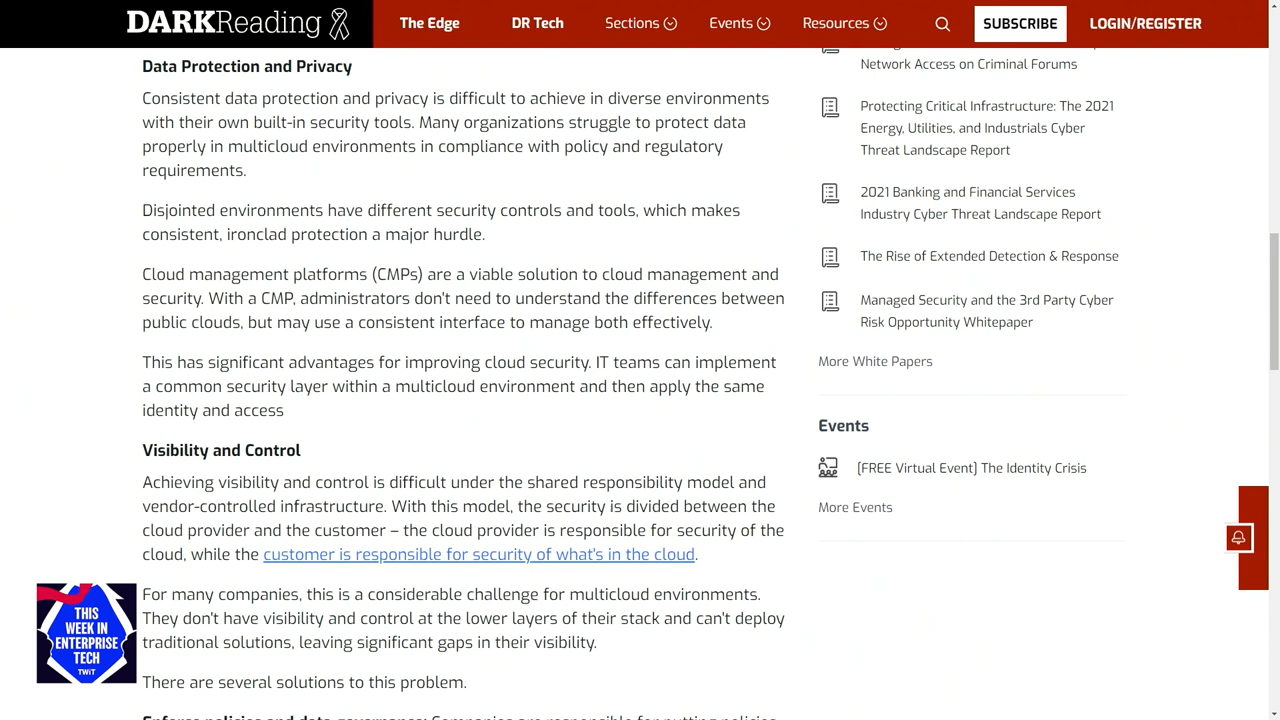 DARKReading
The Edge
DR Tech
Sections
Events
Resources
SUBSCRIBE
LOGIN/REGISTER
Data Protection and Privacy
Consistent data protection and privacy is difficult to achieve in diverse environments
with their own built-in security tools. Many organizations struggle to protect data
properly in multicloud environments in compliance with policy and regulatory
requirements.
Disjointed environments have different security controls and tools, which makes
consistent, ironclad protection a major hurdle.
Cloud management platforms (CMPs) are a viable solution to cloud management and
security. With a CMP, administrators don't need to understand the differences between
public clouds, but may use a consistent interface to manage both effectively.
This has significant advantages for improving cloud security. IT teams can implement
a common security layer within a multicloud environment and then apply the same
identity and access
Visibility and Control
Achieving visibility and control is difficult under the shared responsibility model and
vendor-controlled infrastructure. With this model, the security is divided between the
cloud provider and the customer – the cloud provider is responsible for security of the
cloud, while the customer is responsible for security of what's in the cloud.
For many companies, this is a considerable challenge for multicloud environments.
They don't have visibility and control at the lower layers of their stack and can't deploy
traditional solutions, leaving significant gaps in their visibility.
There are several solutions to this problem.
Enforce policies and data governance: Companies are responsible for putting policies
Network Access on Criminal Forums
Protecting Critical Infrastructure: The 2021
Energy, Utilities, and Industrials Cyber
Threat Landscape Report
2021 Banking and Financial Services
Industry Cyber Threat Landscape Report
The Rise of Extended Detection & Response
Managed Security and the 3rd Party Cyber
Risk Opportunity Whitepaper
More White Papers
Events
[FREE Virtual Event] The Identity Crisis
More Events
THIS
WEEK IN
ENTERPRISE
TECH
TWiT